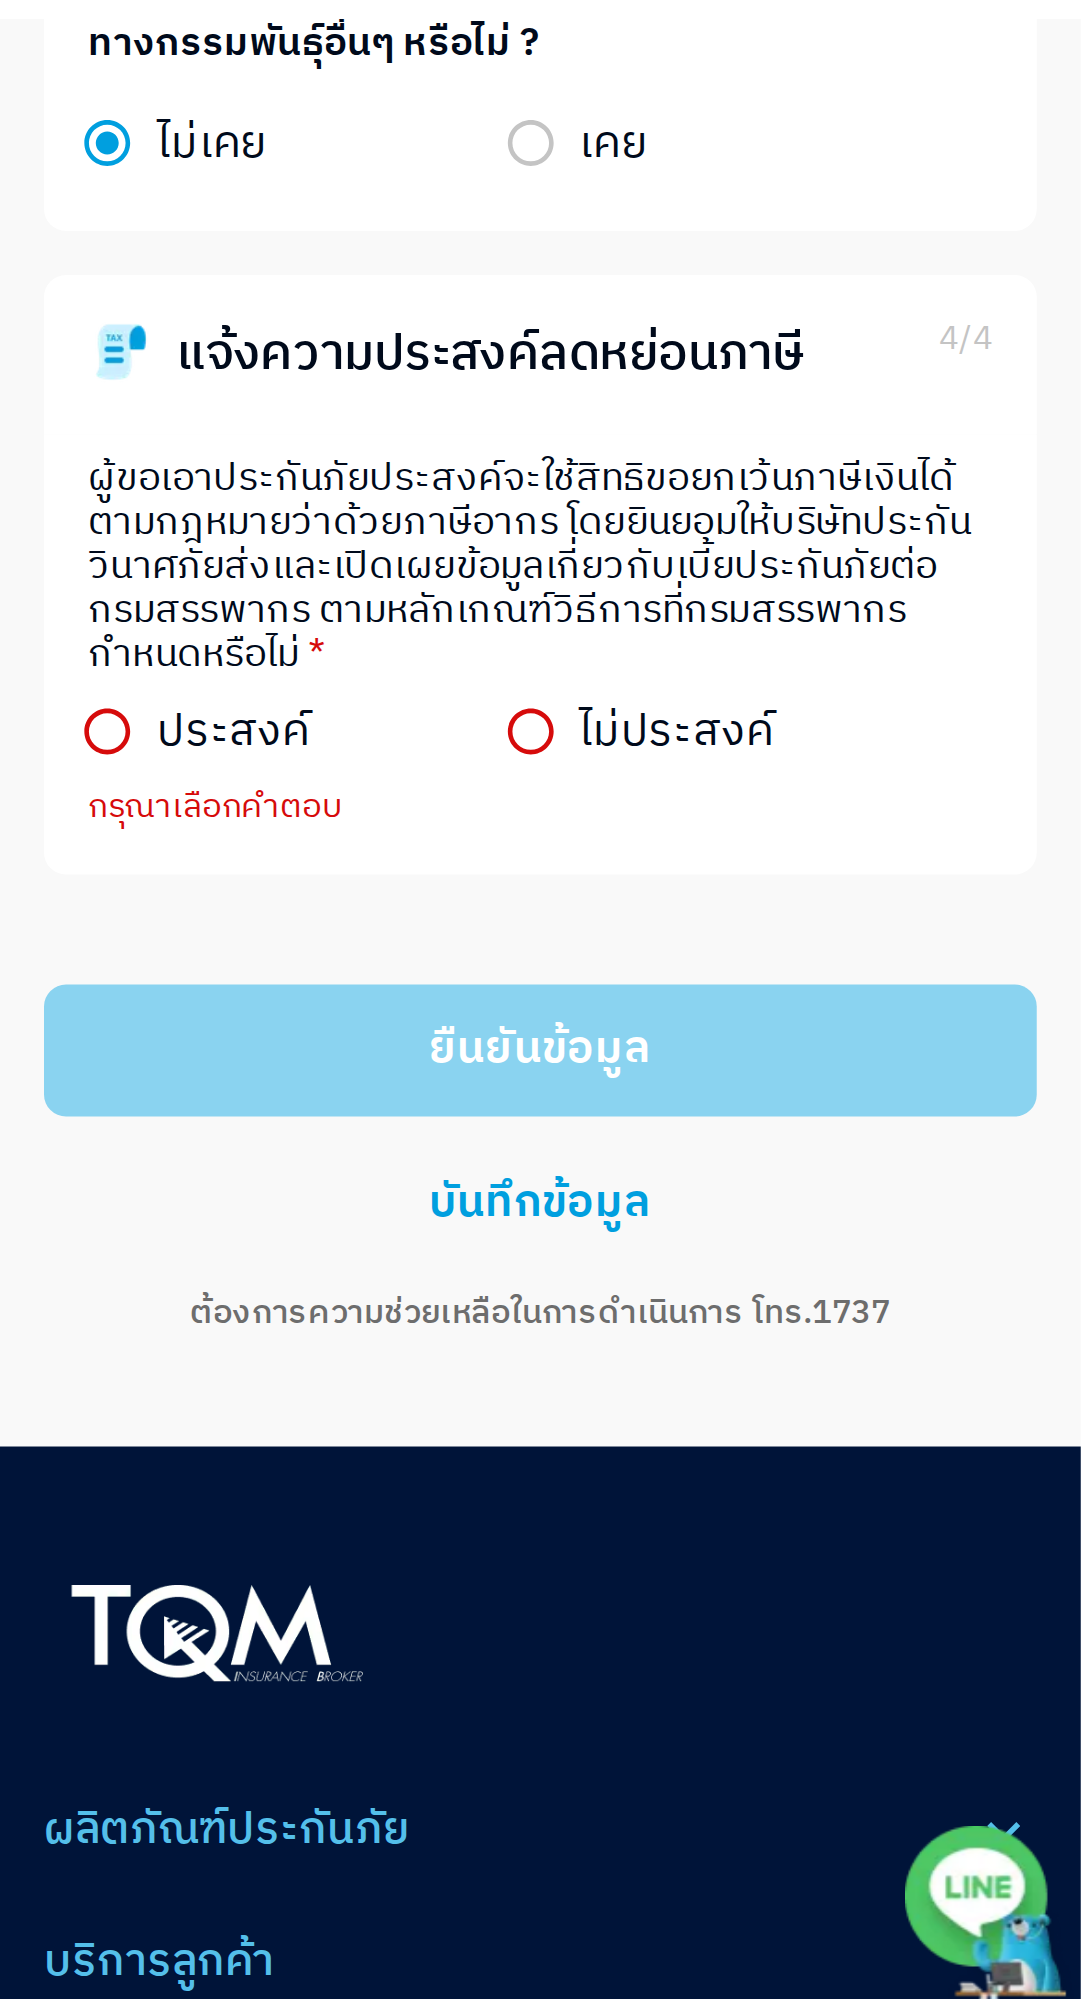 ทางกรรมพันธุ์อื่นๆ หรือไม่ ?
ไม่เคย เคย
TAX แจ้งความประสงค์ลดหย่อนภาษี 4/4
ผู้ขอเอาประกันภัยประสงค์จะใช้สิทธิขอยกเว้นภาษีเงินได้
ตามกฎหมายว่าด้วยภาษีอากร โดยยินยอมให้บริษัทประกัน
วินาศภัยส่งและเปิดเผยข้อมูลเกี่ยวกับเบี้ยประกันภัยต่อ
กรมสรรพากร ตามหลักเกณฑ์วิธีการที่กรมสรรพากร
กำหนดหรือไม่ *
ประสงค์ ไม่ประสงค์
กรุณาเลือกคำตอบ
ยืนยันข้อมูล
บันทึกข้อมูล
ต้องการความช่วยเหลือในการดำเนินการ โทร.1737
TQM
INSURANCE BROKER
ผลิตภัณฑ์ประกันภัย
LINE
บริการลูกค้า